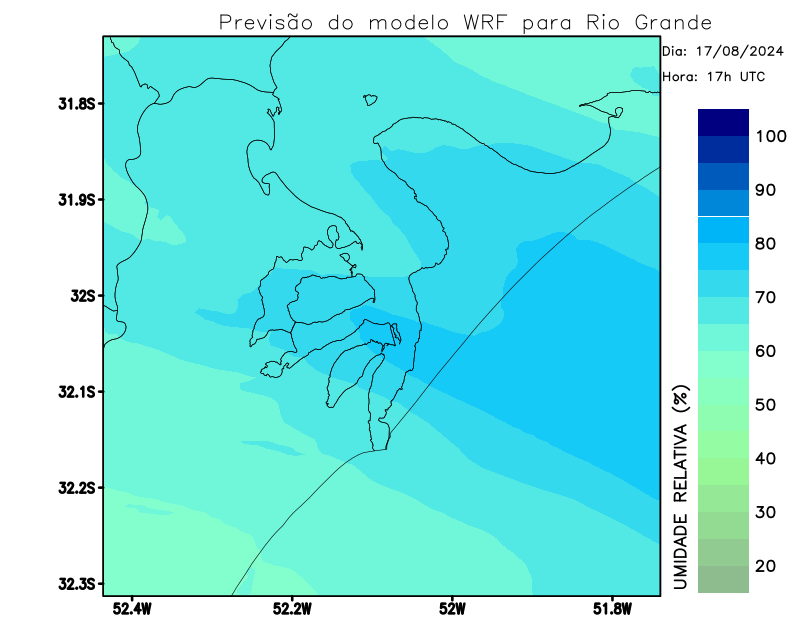 Previsão do modelo WRF para Rio Grande
Dia: 17/08/2024
Hora: 17h UTC
31.8S
31.9S
32S
32.1S
32.2S
32.3S
52.4W
52.2W
52W
51.8W
UMIDADE RELATIVA (%)
100
90
80
70
60
50
40
30
20